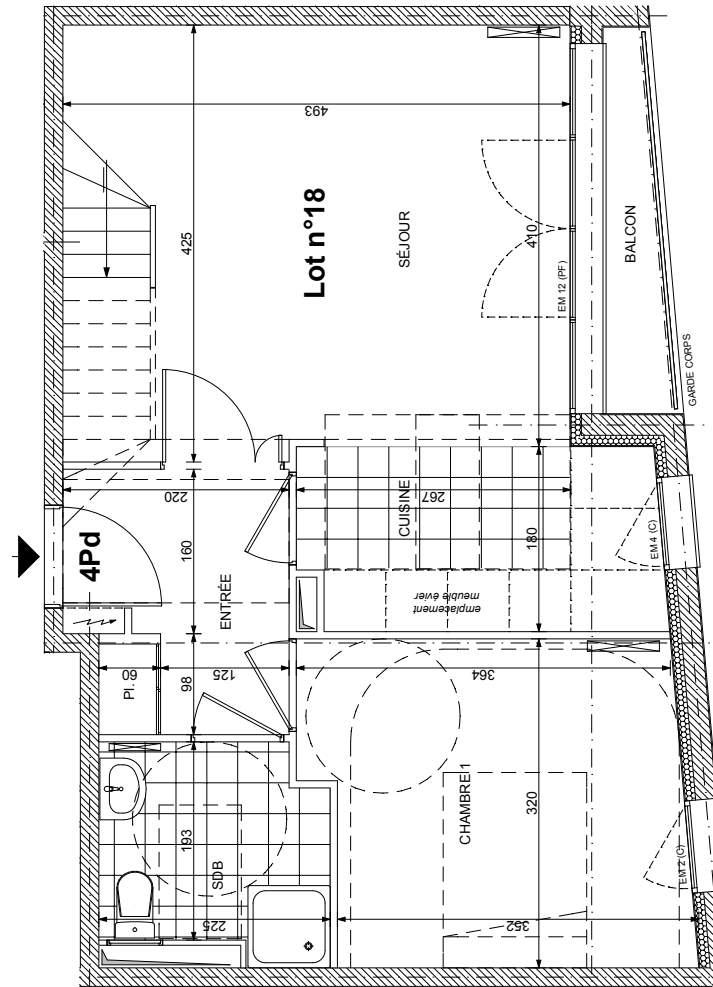 493
425
Lot n°18
SÉJOUR
410
EM 12 (PF)
BALCON
GARDE CORPS
4Pd
220
160
ENTRÉE
CUISINE
267
180
EM 4 (C)
emplacement
meuble évier
Pl.
60
125
98
364
193
SDB
225
CHAMBRE 1
320
352
EM 2 (C)